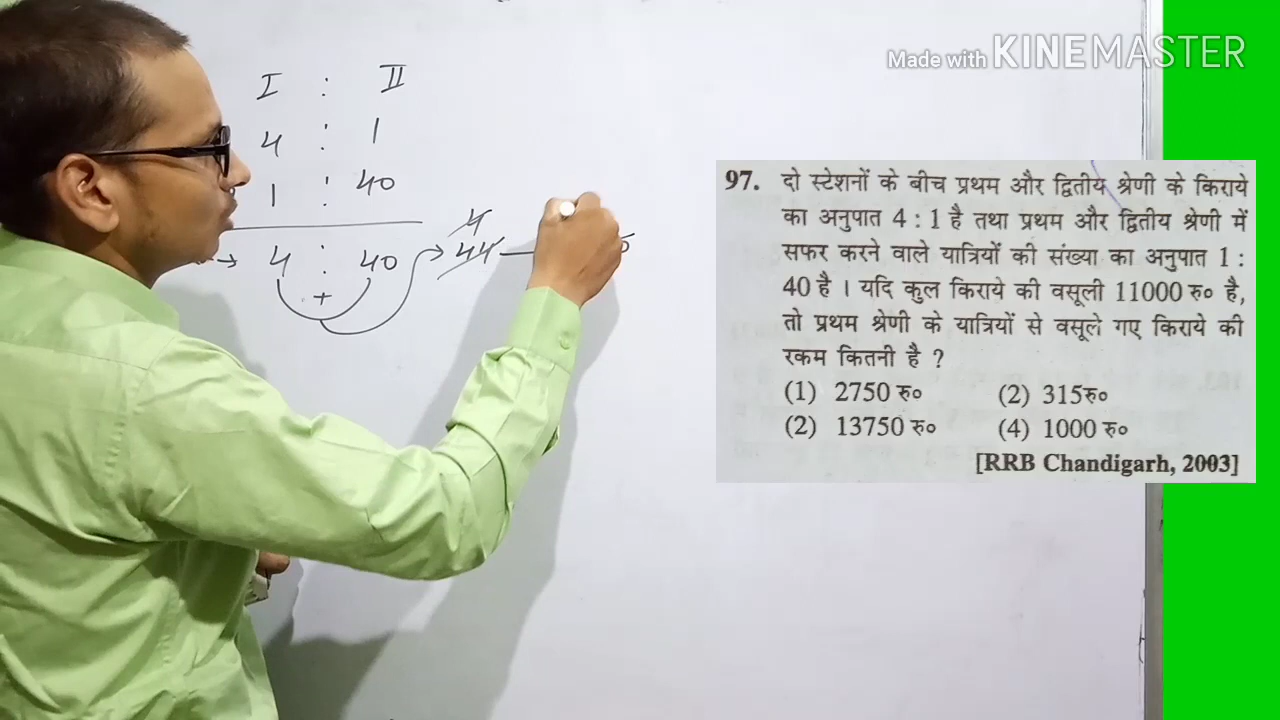 Made with KINEMASTER
I : II
4 : 1
1 : 40
4
→ 4 : 40 → 44 —
+
97. दो स्टेशनों के बीच प्रथम और द्वितीय श्रेणी के किराये
का अनुपात 4 : 1 है तथा प्रथम और द्वितीय श्रेणी में
सफर करने वाले यात्रियों की संख्या का अनुपात 1 :
40 है । यदि कुल किराये की वसूली 11000 रु० है,
तो प्रथम श्रेणी के यात्रियों से वसूले गए किराये की
रकम कितनी है ?
(1) 2750 रु० (2) 315रु०
(2) 13750 रु० (4) 1000 रु०
[RRB Chandigarh, 2003]